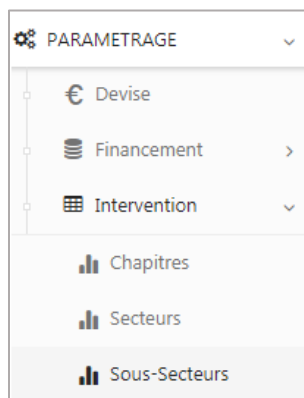 PARAMETRAGE
Devise
Financement
Intervention
Chapitres
Secteurs
Sous-Secteurs